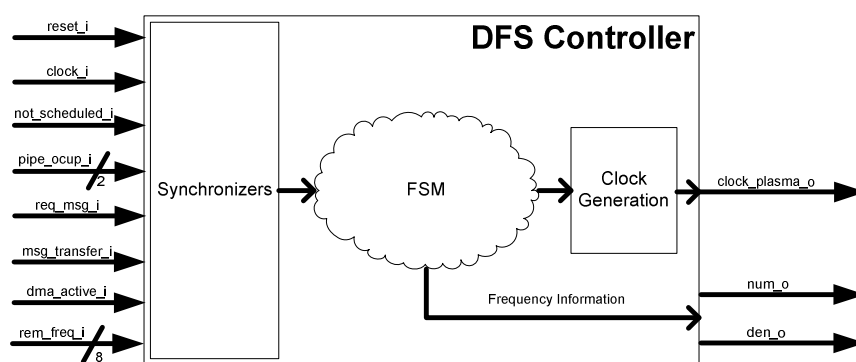 DFS Controller
reset_i
clock_i
not_scheduled_i
pipe_ocup_i
2
req_msg_i
msg_transfer_i
dma_active_i
rem_freq_i
8
Synchronizers
FSM
Clock
Generation
Frequency Information
clock_plasma_o
num_o
den_o